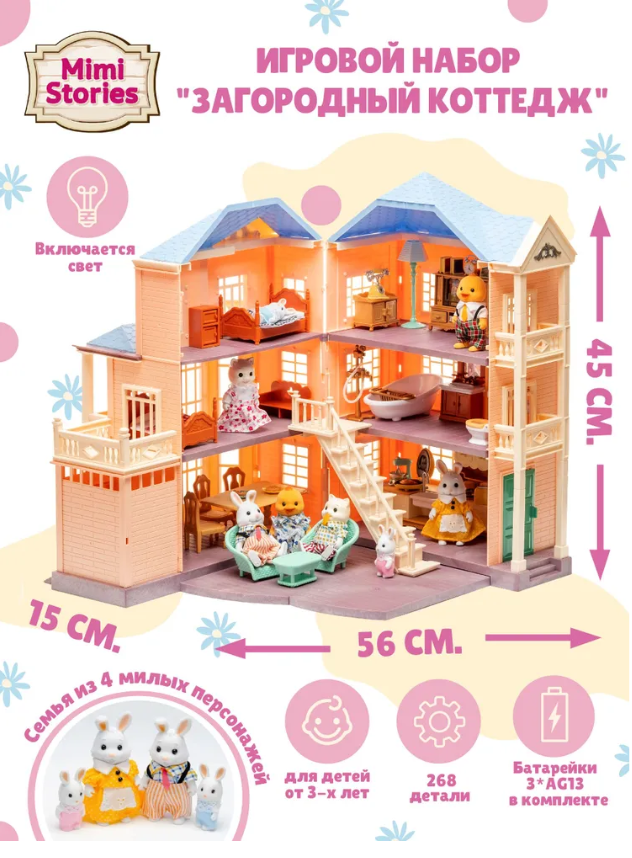 Mimi
Stories
ИГРОВОЙ НАБОР
"ЗАГОРОДНЫЙ КОТТЕДЖ"
Включается
свет
45 СМ.
15 СМ.
56 СМ.
Семья из 4 милых персонажей
для детей
от 3-х лет
268
детали
Батарейки
3*AG13
в комплекте